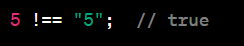 5 !== "5";  // true